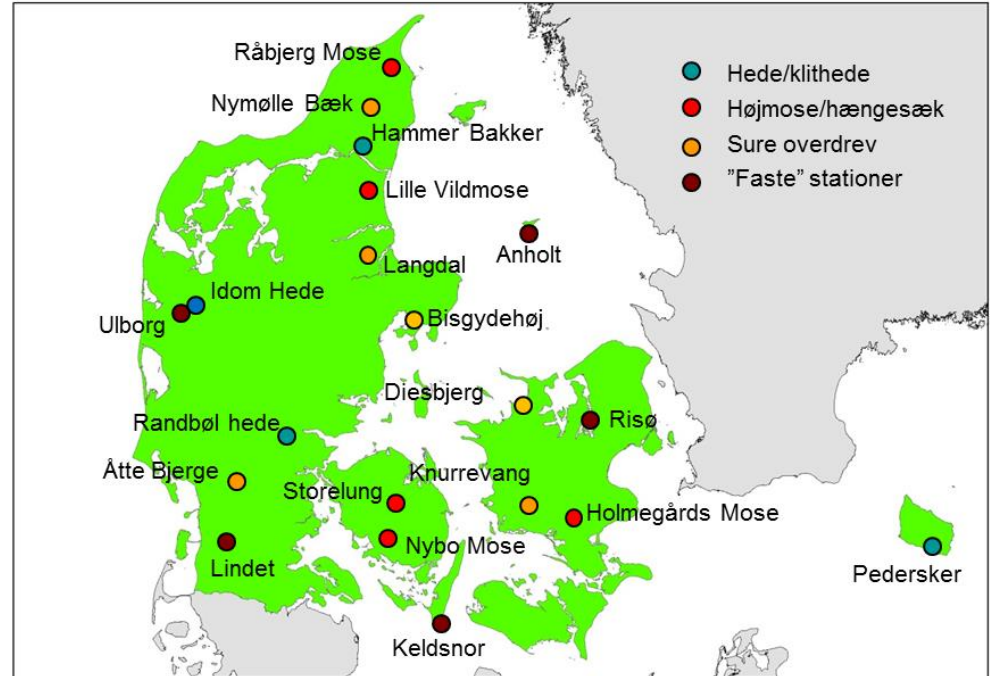 Råbjerg Mose
Nymølle Bæk
Hammer Bakker
Lille Vildmose
Anholt
Langdal
Idom Hede
Ulborg
Bisgydehøj
Diesbjerg
Risø
Randbøl hede
Knurrevang
Åtte Bjerge
Storelung
Holmegårds Mose
Nybo Mose
Lindet
Pedersker
Keldsnor
Hede/klithede
Højmose/hængesæk
Sure overdrev
”Faste” stationer